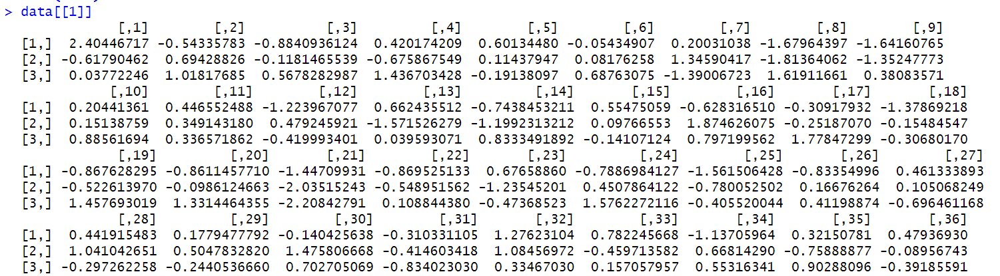 > data[[1]]
[,1] [,2] [,3] [,4] [,5] [,6] [,7] [,8] [,9]
[1,] 2.40446717 -0.54335783 -0.8840936124 0.420174209 0.60134480 -0.05434907 0.20031038 -1.67964397 -1.64160765
[2,] -0.61790462 0.69428826 -0.1181465539 -0.675867549 0.11437947 0.08176258 1.34590417 -1.81364062 -1.35247773
[3,] 0.03772246 1.01817685 0.5678282987 1.436703428 -0.19138097 0.68763075 -1.39006723 1.61911661 0.38083571
[,10] [,11] [,12] [,13] [,14] [,15] [,16] [,17] [,18]
[1,] 0.20441361 0.446552488 -1.223967077 0.662435512 -0.7438453211 0.55475059 -0.628316510 -0.30917932 -1.37869218
[2,] 0.15138759 0.349143180 0.479245921 -1.571526279 -1.1992313212 0.09766553 1.874626075 -0.25187070 -0.15484547
[3,] 0.88561694 0.336571862 -0.419993401 0.039593071 0.8333491892 -0.14107124 0.797199562 1.77847299 -0.30680170
[,19] [,20] [,21] [,22] [,23] [,24] [,25] [,26] [,27]
[1,] -0.867628295 -0.8611457710 -1.44709931 -0.869525133 0.67658860 -0.7886984127 -1.561506428 -0.83354996 0.461333893
[2,] -0.522613970 -0.0986124663 -2.03515243 -0.548951562 -1.23545201 0.4507864122 -0.780052502 0.16676264 0.105068249
[3,] 1.457693019 1.3314464355 -2.20842791 0.108844380 -0.47368523 1.5762272116 -0.405520044 0.41198874 -0.696461168
[,28] [,29] [,30] [,31] [,32] [,33] [,34] [,35] [,36]
[1,] 0.441915483 0.1779477792 -0.140425638 -0.310331105 1.27623104 0.782245668 -1.13705964 0.32150781 0.47936930
[2,] 1.041042651 0.5047832820 1.475806668 -0.414603418 1.08456972 -0.459713582 0.66814290 -0.75888877 -0.08956743
[3,] -0.297262258 -0.2440536660 0.702705069 -0.834023030 0.33467030 0.157057957 0.55316341 0.90288096 -0.39185591